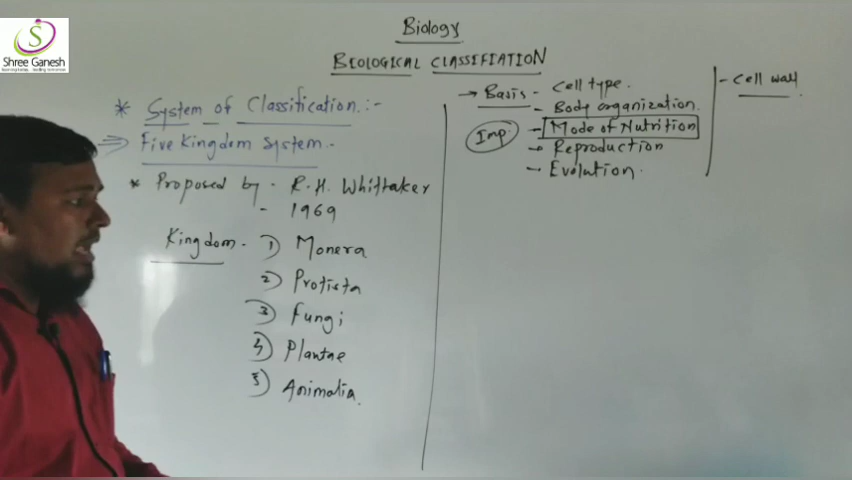 Shree Ganesh
Biology
BIOLOGICAL CLASSIFIATION
* System of Classification :-
⇒ Five Kingdom System -
* Proposed by - R.H. Whittaker
- 1969
Kingdom - 1) Monera
2) Protista
3) Fungi
4) Plantae
5) Animalia.
→ Basis - Cell type.
- Body organization.
Imp. - Mode of Nutrition
- Reproduction
- Evolution.
- Cell wall